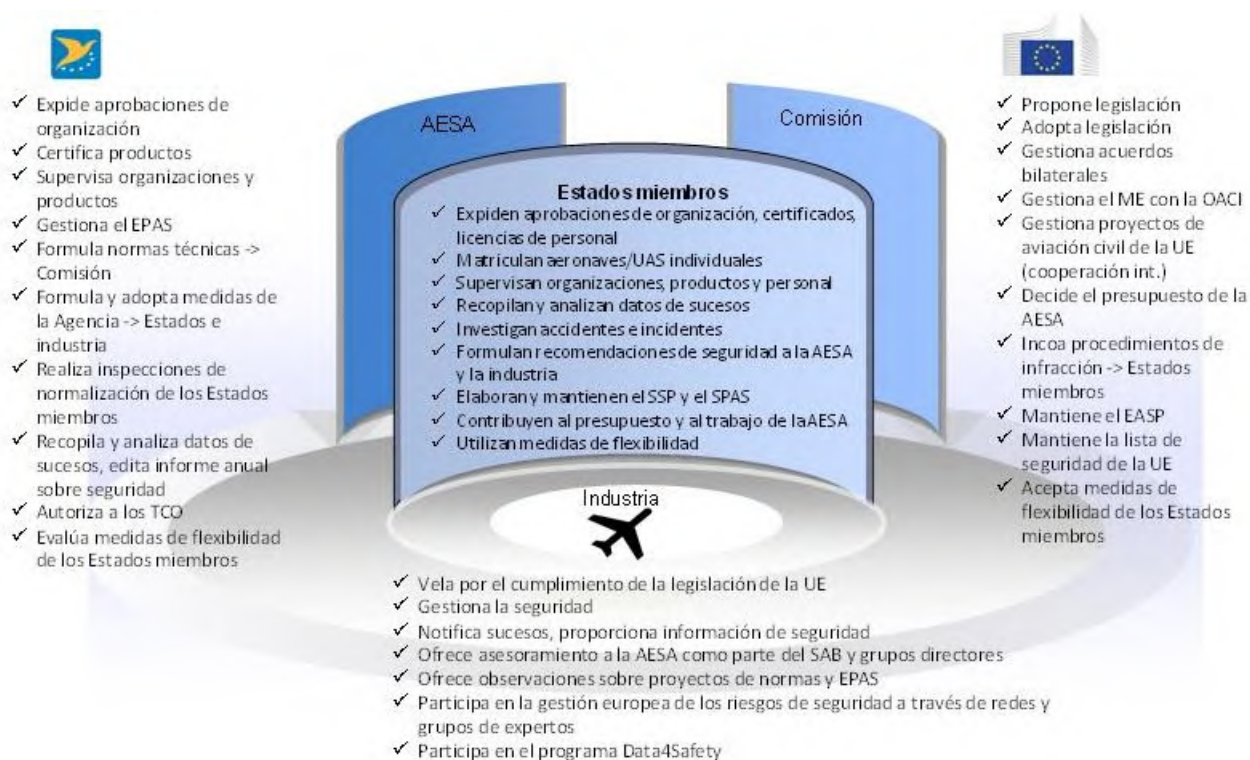 AESA
Comisión
✓ Expide aprobaciones de
organización
✓ Certifica productos
✓ Supervisa organizaciones y
productos
✓ Gestiona el EPAS
✓ Formula normas técnicas ->
Comisión
✓ Formula y adopta medidas de
la Agencia -> Estados e
industria
✓ Realiza inspecciones de
normalización de los Estados
miembros
✓ Recopila y analiza datos de
sucesos, edita informe anual
sobre seguridad
✓ Autoriza a los TCO
✓ Evalúa medidas de flexibilidad
de los Estados miembros
Estados miembros
✓ Expiden aprobaciones de organización, certificados,
licencias de personal
✓ Matriculan aeronaves/UAS individuales
✓ Supervisan organizaciones, productos y personal
✓ Recopilan y analizan datos de sucesos
✓ Investigan accidentes e incidentes
✓ Formulan recomendaciones de seguridad a la AESA
y la industria
✓ Elaboran y mantienen el SSP y el SPAS
✓ Contribuyen al presupuesto y al trabajo de la AESA
✓ Utilizan medidas de flexibilidad
✓ Propone legislación
✓ Adopta legislación
✓ Gestiona acuerdos
bilaterales
✓ Gestiona el ME con la OACI
✓ Gestiona proyectos de
aviación civil de la UE
(cooperación int.)
✓ Decide el presupuesto de la
AESA
✓ Incoa procedimientos de
infracción -> Estados
miembros
✓ Mantiene el EASP
✓ Mantiene la lista de
seguridad de la UE
✓ Acepta medidas de
flexibilidad de los Estados
miembros
Industria
✓ Vela por el cumplimiento de la legislación de la UE
✓ Gestiona la seguridad
✓ Notifica sucesos, proporciona información de seguridad
✓ Ofrece asesoramiento a la AESA como parte del SAB y grupos directores
✓ Ofrece observaciones sobre proyectos de normas y EPAS
✓ Participa en la gestión europea de los riesgos de seguridad a través de redes y
grupos de expertos
✓ Participa en el programa Data4Safety